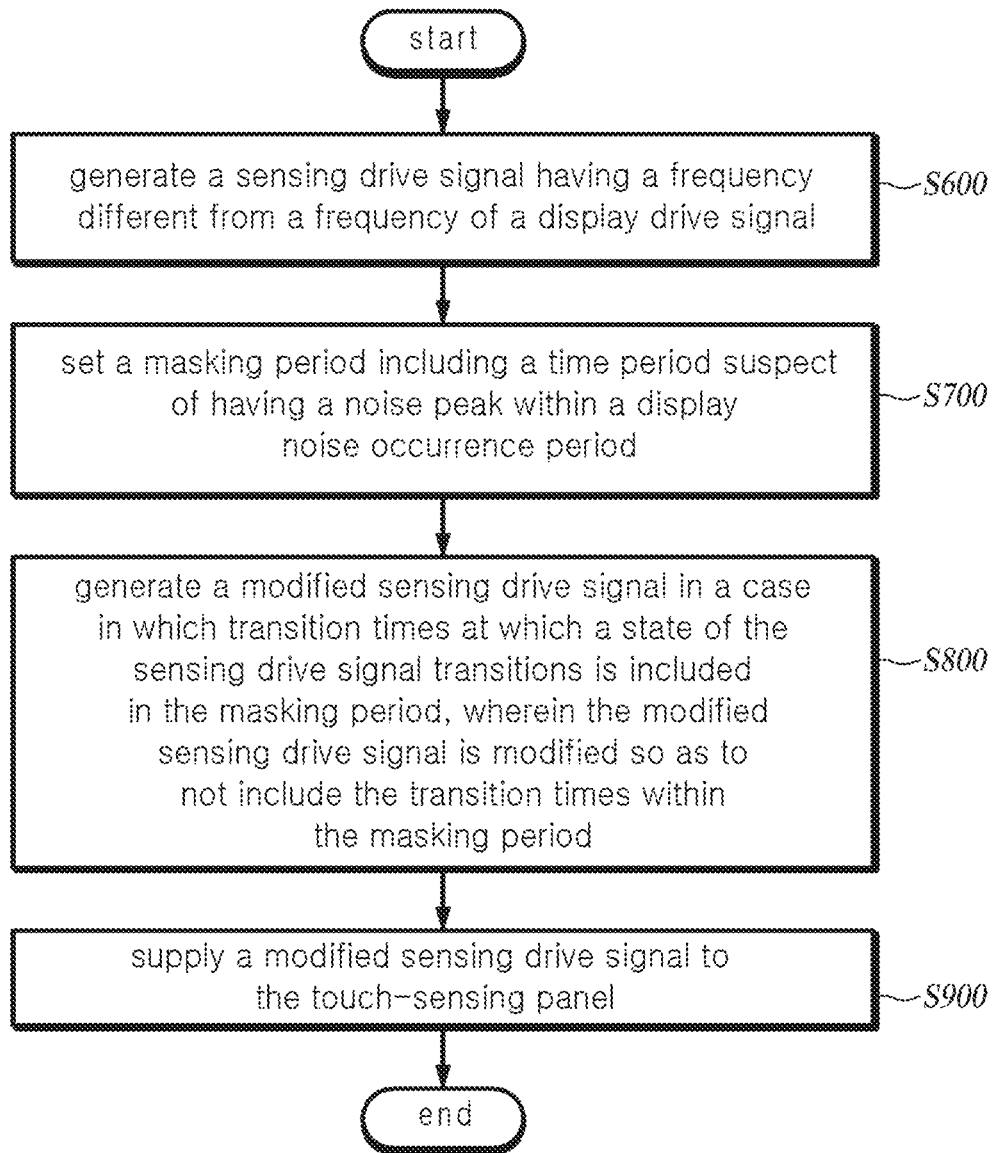 start
generate a sensing drive signal having a frequency
different from a frequency of a display drive signal
S600
set a masking period including a time period suspect
of having a noise peak within a display
noise occurrence period
S700
generate a modified sensing drive signal in a case
in which transition times at which a state of the
sensing drive signal transitions is included
in the masking period, wherein the modified
sensing drive signal is modified so as to
not include the transition times within
the masking period
S800
supply a modified sensing drive signal to
the touch-sensing panel
S900
end